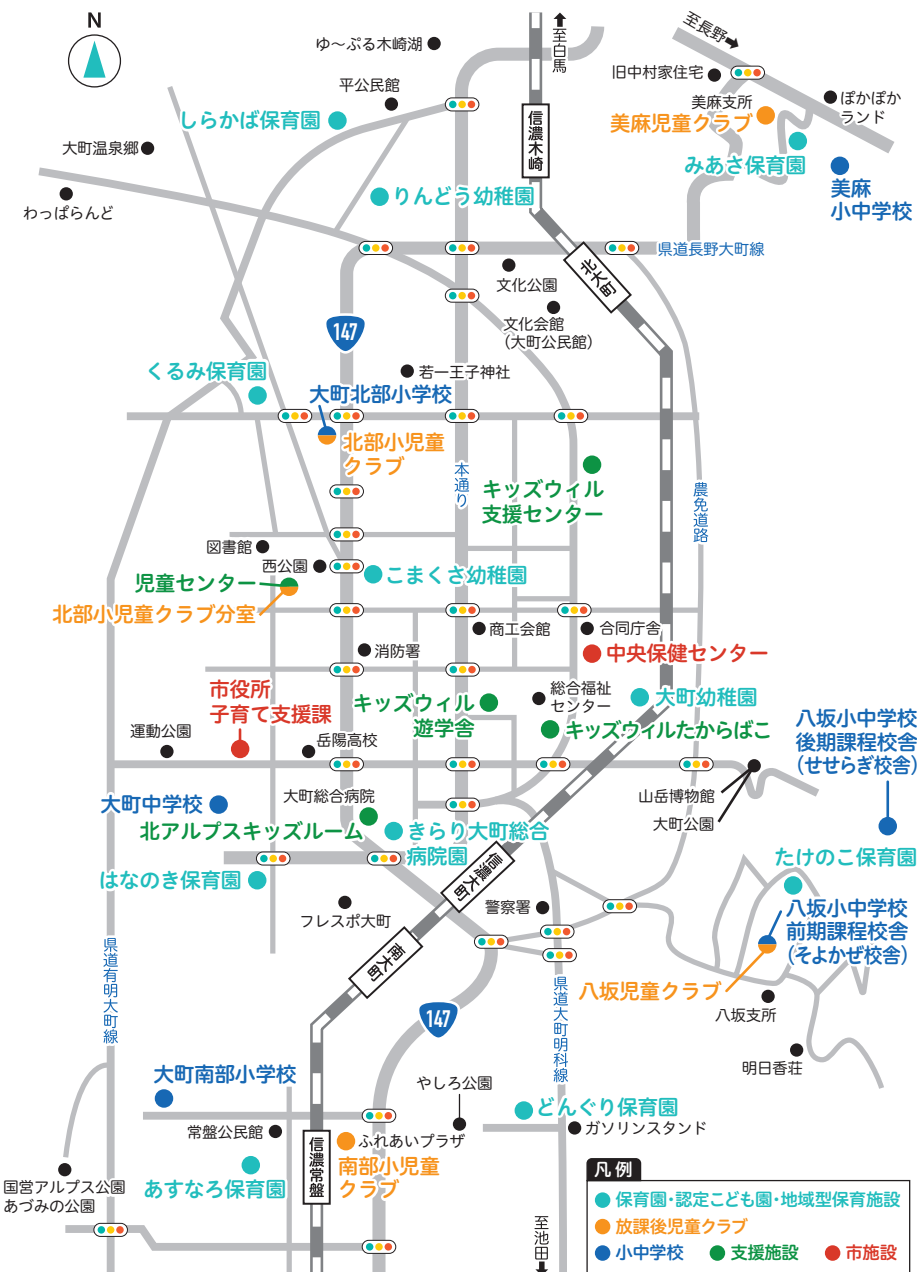 N
至白馬
至長野
ゆ～ぷる木崎湖
旧中村家住宅
平公民館
美麻支所
美麻児童クラブ
ぽかぽか
ランド
しらかば保育園
信濃木崎
大町温泉郷
みあさ保育園
美麻
小中学校
りんどう幼稚園
わっぱらんど
県道長野大町線
北大町
文化公園
文化会館
(大町公民館)
147
くるみ保育園
若一王子神社
大町北部小学校
北部小児童
クラブ
本通り
キッズウィル
支援センター
農免道路
図書館
西公園
こまくさ幼稚園
児童センター
北部小児童クラブ分室
商工会館
合同庁舎
消防署
中央保健センター
市役所
子育て支援課
キッズウィル
遊学舎
総合福祉
センター
大町幼稚園
キッズウィルたからばこ
運動公園
岳陽高校
八坂小中学校
後期課程校舎
(せせらぎ校舎)
大町中学校
大町総合病院
山岳博物館
大町公園
北アルプスキッズルーム
きらり大町総合
病院園
信濃大町
たけのこ保育園
はなのき保育園
フレスポ大町
警察署
八坂小中学校
前期課程校舎
(そよかぜ校舎)
南大町
県道有明大町線
147
県道大町明科線
八坂児童クラブ
八坂支所
明日香荘
大町南部小学校
やしろ公園
どんぐり保育園
常盤公民館
信濃常盤
ふれあいプラザ
ガソリンスタンド
南部小児童
クラブ
あすなろ保育園
国営アルプス公園
あづみの公園
至池田
凡例
保育園・認定こども園・地域型保育施設
放課後児童クラブ
小中学校
支援施設
市施設